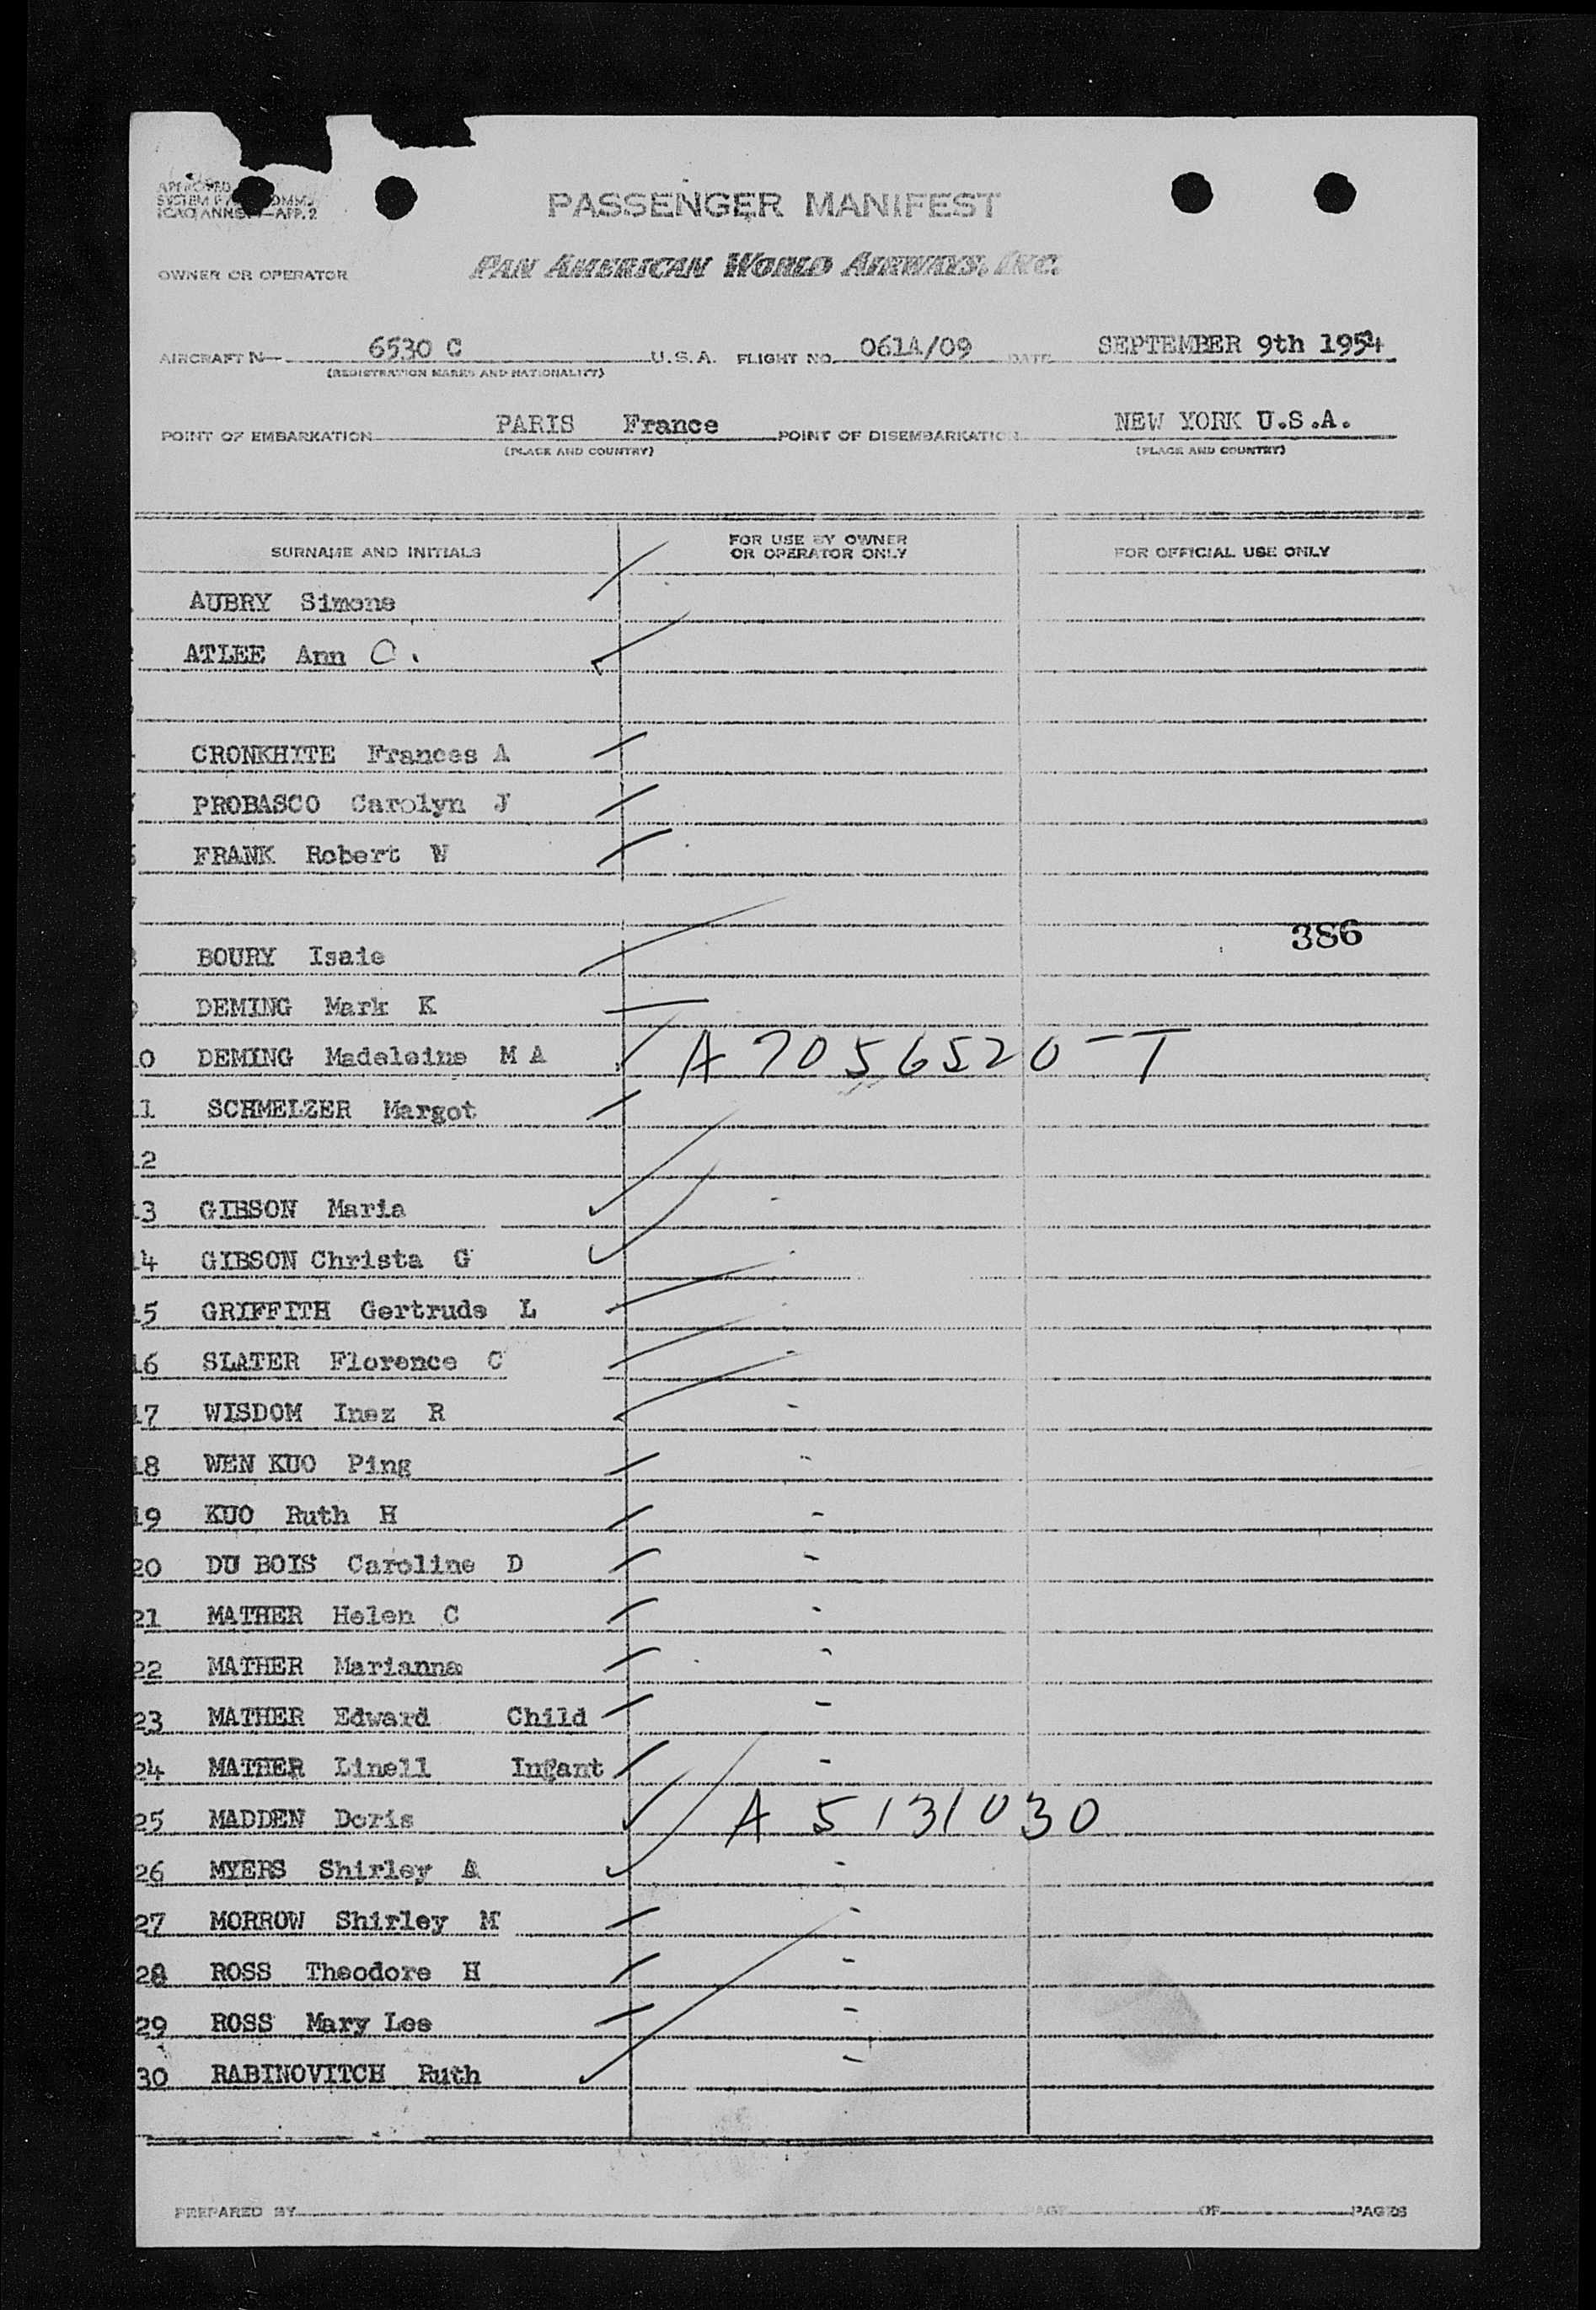 APPROVED
SYSTEM COMM.
ICAO ANNEX —APP. 2
PASSENGER MANIFEST
OWNER OR OPERATOR PAN AMERICAN WORLD AIRWAYS, INC.
AIRCRAFT N— 6530 C U.S.A. FLIGHT NO. 061A/09 DATE SEPTEMBER 9th 1954
(REGISTRATION MARKS AND NATIONALITY)
POINT OF EMBARKATION PARIS France POINT OF DISEMBARKATION NEW YORK U.S.A.
(PLACE AND COUNTRY) (PLACE AND COUNTRY)
SURNAME AND INITIALS FOR USE BY OWNER OR OPERATOR ONLY FOR OFFICIAL USE ONLY
AUBRY Simone
ATLEE Ann C.
CRONKHITE Frances A
PROBASCO Carolyn J
FRANK Robert W
386
BOURY Isaie
DEMING Mark K
10 DEMING Madeleine M A A 7056520-T
11 SCHMELZER Margot
12
13 GIBSON Maria
14 GIBSON Christa G
15 GRIFFITH Gertrude L
16 SLATER Florence C
17 WISDOM Inez R
18 WEN KUO Ping
19 KUO Ruth H
20 DU BOIS Caroline D
21 MATHER Helen C
22 MATHER Marianna
23 MATHER Edward Child
24 MATHER Linell Infant
25 MADDEN Doris A 5131030
26 MYERS Shirley A
27 MORROW Shirley M
28 ROSS Theodore H
29 ROSS Mary Lee
30 RABINOVITCH Ruth
PREPARED BY PAGE OF PAGES